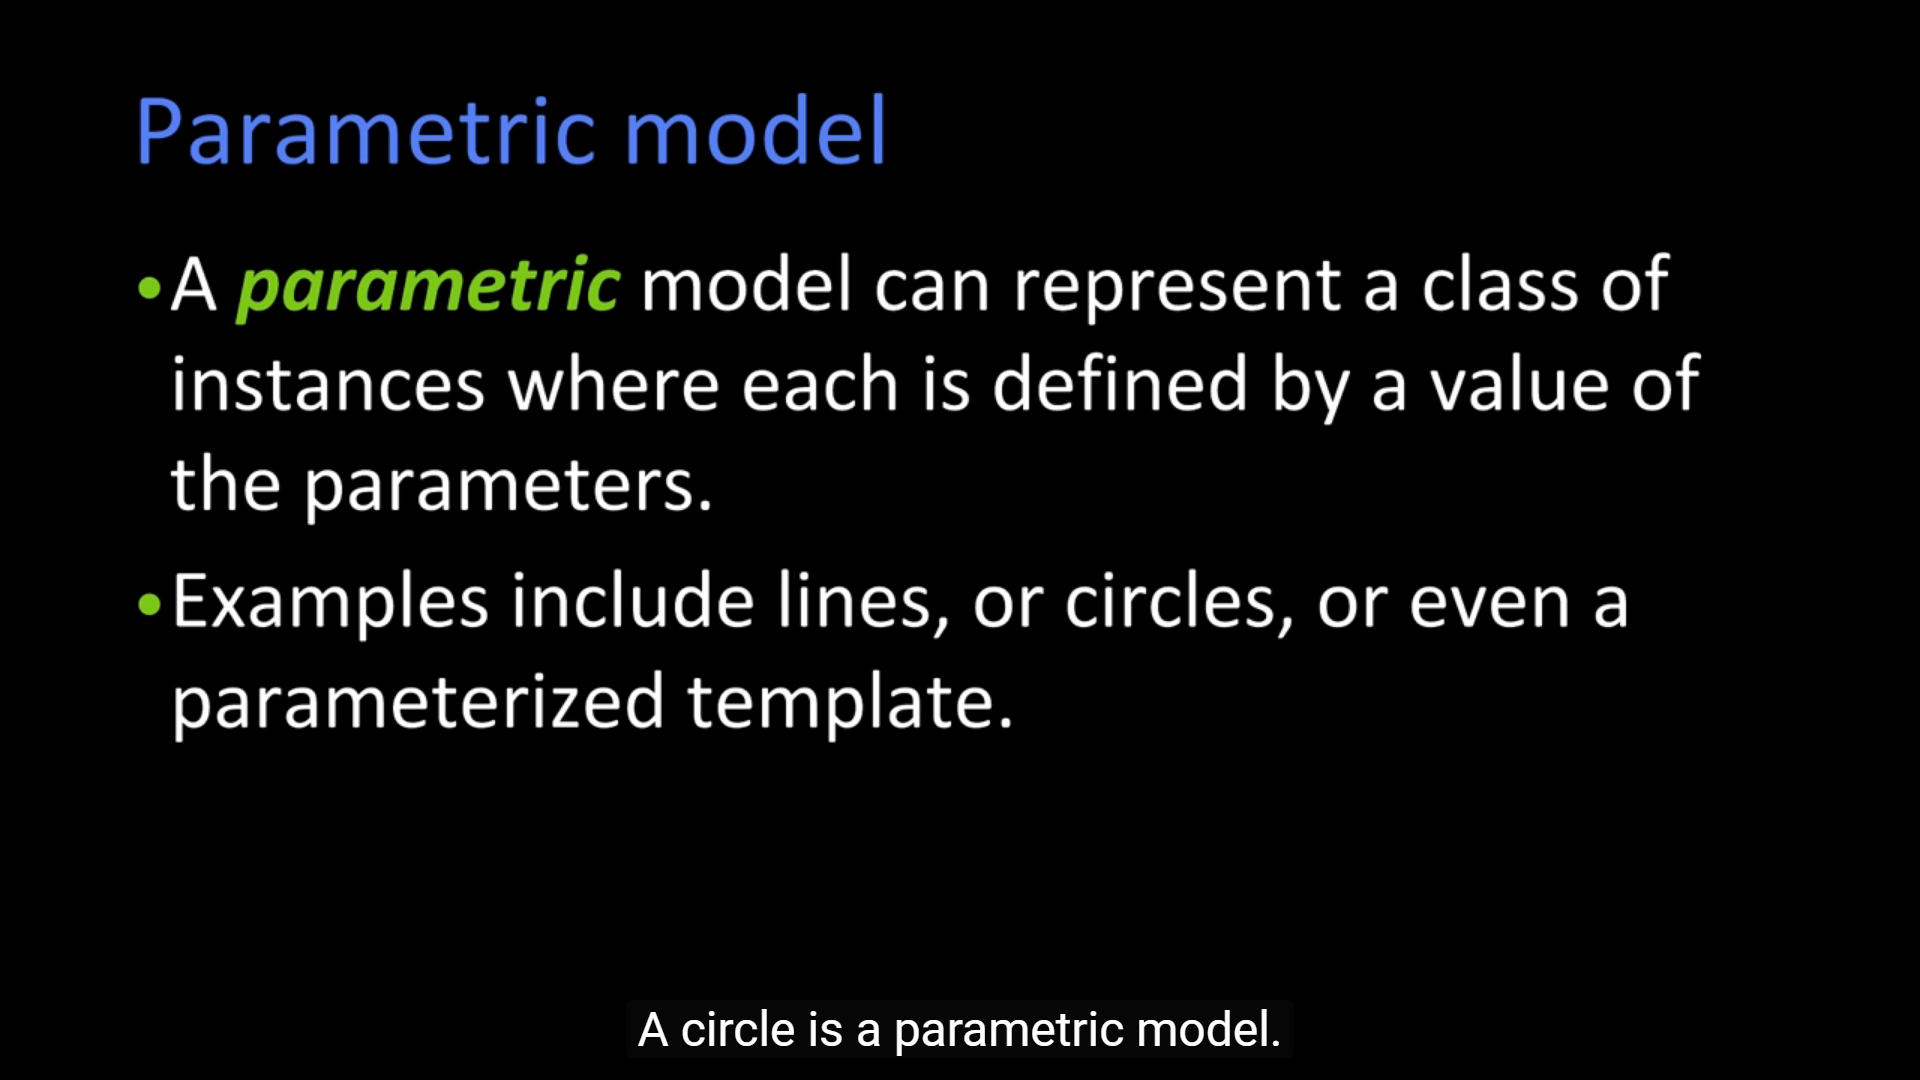 Parametric model
•A parametric model can represent a class of
instances where each is defined by a value of
the parameters.
•Examples include lines, or circles, or even a
parameterized template.
A circle is a parametric model.